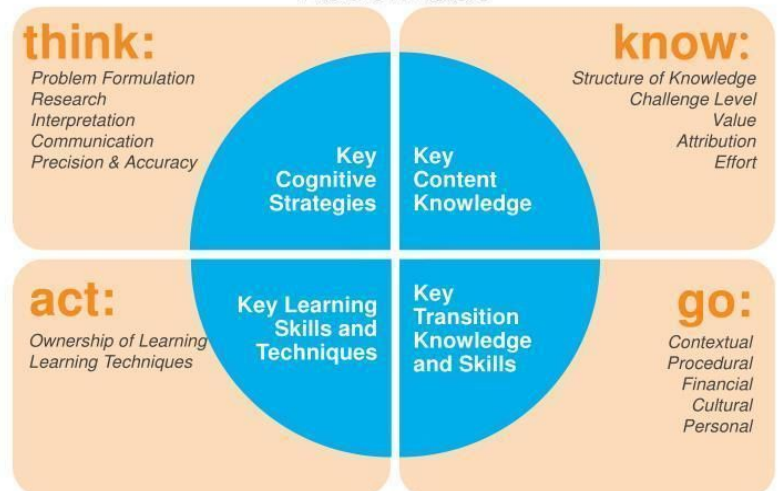 think:
Problem Formulation
Research
Interpretation
Communication
Precision & Accuracy
Key
Cognitive
Strategies
know:
Structure of Knowledge
Challenge Level
Value
Attribution
Effort
Key
Content
Knowledge
act:
Ownership of Learning
Learning Techniques
Key Learning
Skills and
Techniques
go:
Contextual
Procedural
Financial
Cultural
Personal
Key
Transition
Knowledge
and Skills